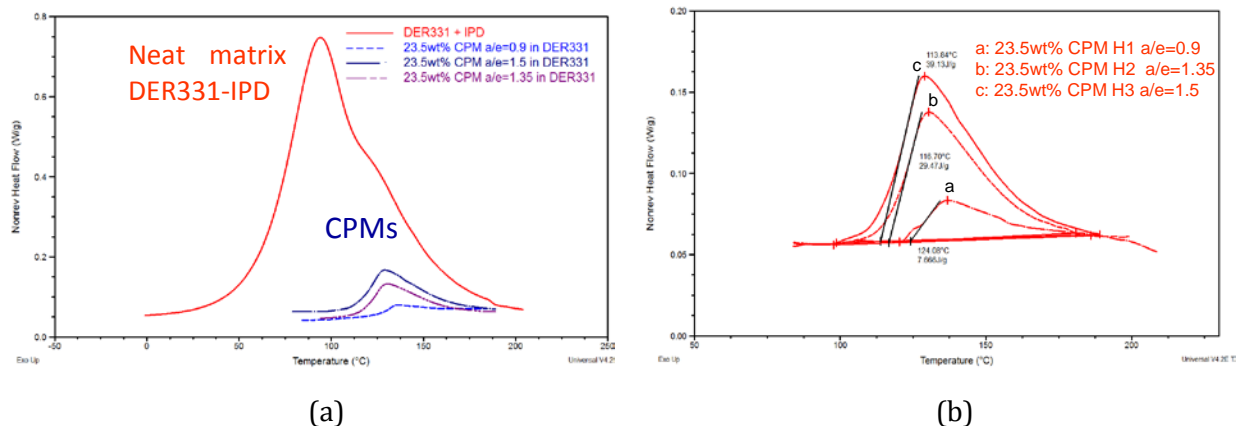 Neat matrix
DER331-IPD
DER331 + IPD
23.5wt% CPM a/e=0.9 in DER331
23.5wt% CPM a/e=1.5 in DER331
23.5wt% CPM a/e=1.35 in DER331
CPMs
Nonrev Heat Flow (W/g)
0.8
0.6
0.4
0.2
0.0
-50
0
50
100
150
200
250
Exo Up
Temperature (°C)
(a)
a: 23.5wt% CPM H1 a/e=0.9
b: 23.5wt% CPM H2 a/e=1.35
c: 23.5wt% CPM H3 a/e=1.5
113.64°C
39.13J/g
c
b
116.70°C
29.47J/g
a
124.08°C
7.666J/g
Nonrev Heat Flow (W/g)
0.20
0.15
0.10
0.05
0.00
50
100
150
200
Exo Up
Temperature (°C)
(b)